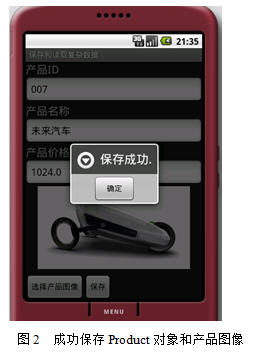 3G 21:35
保存和读取复杂数据
产品ID
007
产品名称
未来汽车
产品价格
1024.0
保存成功.
确定
选择产品图像 保存
MENU
图 2 成功保存 Product 对象和产品图像